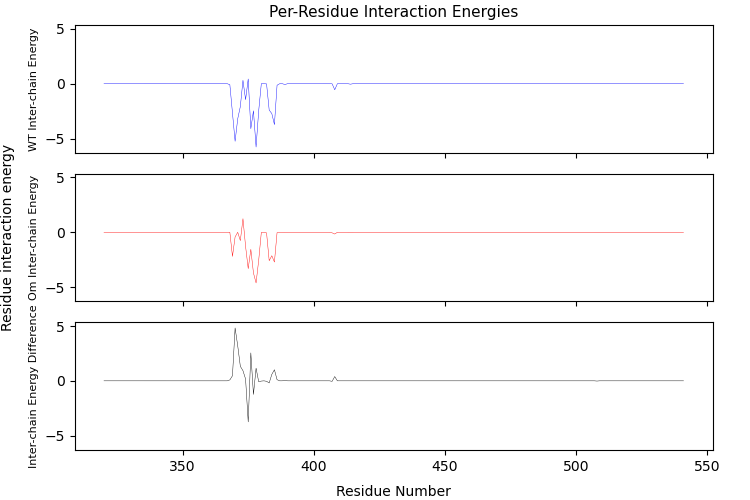 Per-Residue Interaction Energies
Residue interaction energy
WT Inter-chain Energy
5
0
−5
Om Inter-chain Energy
5
0
−5
Inter-chain Energy Difference
5
0
−5
350
400
450
500
550
Residue Number